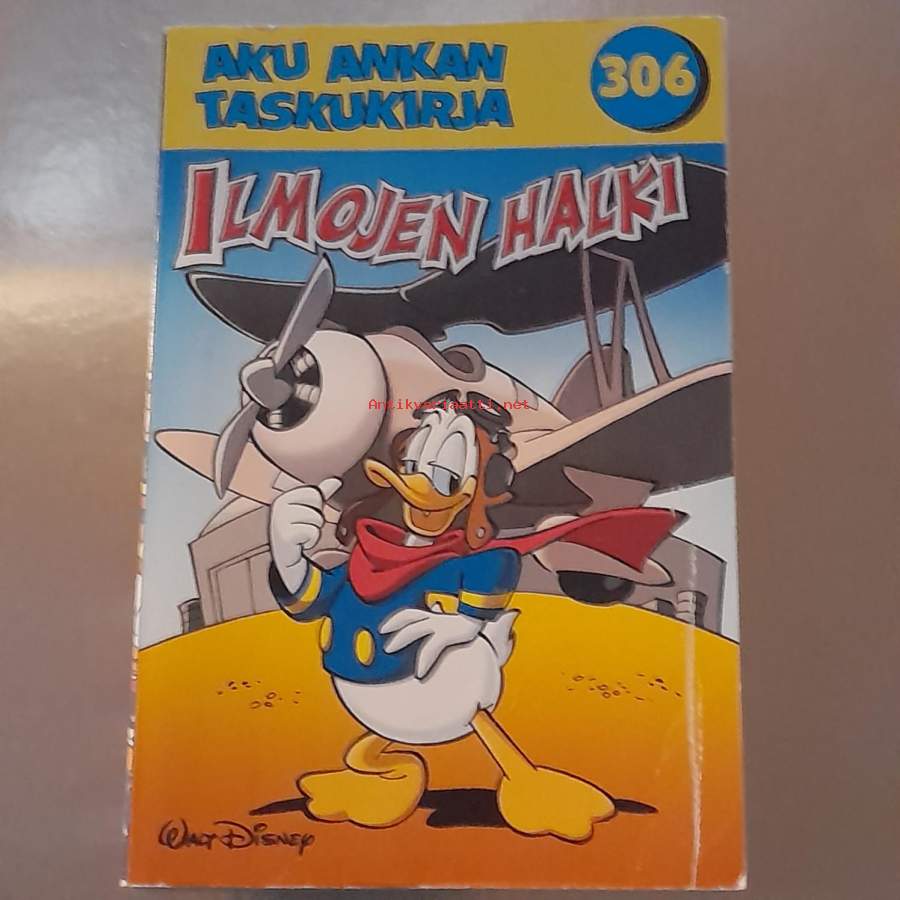 AKU ANKAN
TASKUKIRJA
306
ILMOJEN HALKI
Antikvariaatti.net
WALT DISNEY